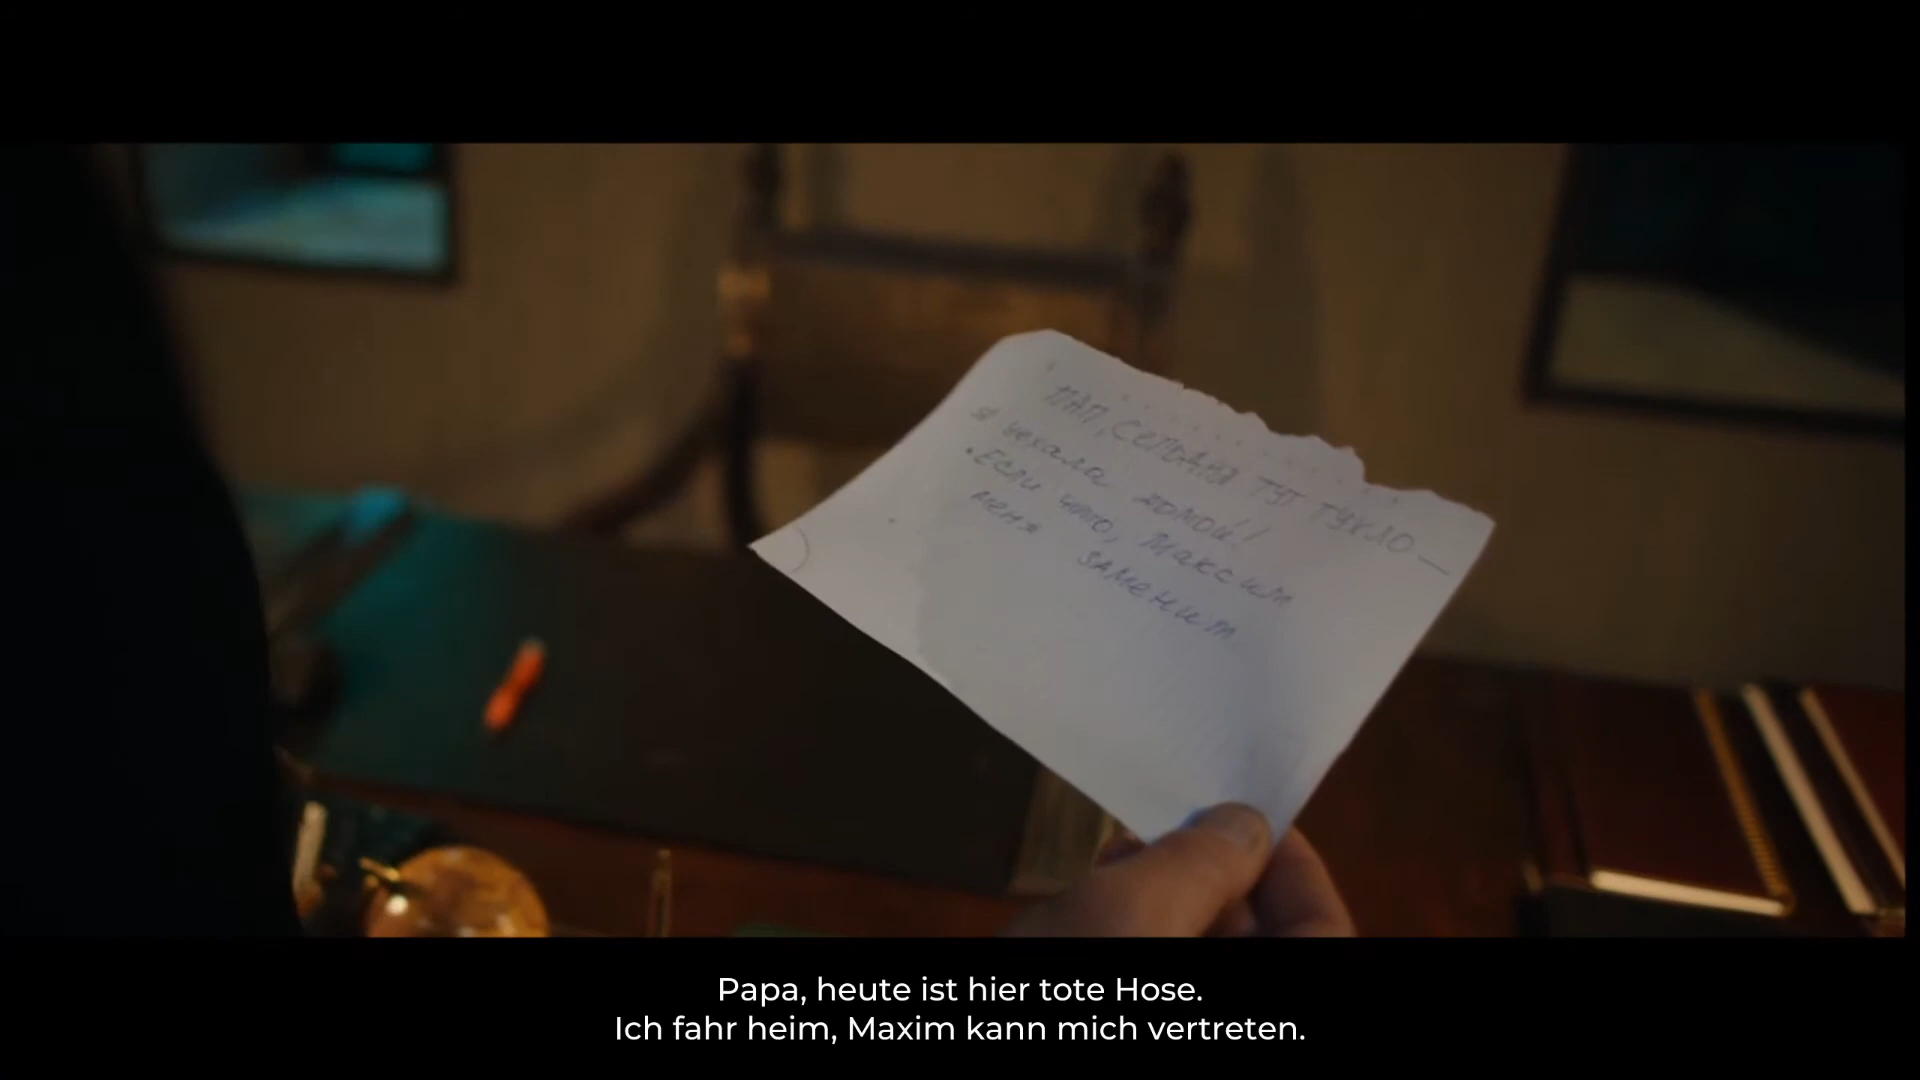 ПАП, СЕГОДНЯ ТУТ ТУХЛО —
я уехала домой!
Если что, Максим
меня заменит
Papa, heute ist hier tote Hose.
Ich fahr heim, Maxim kann mich vertreten.